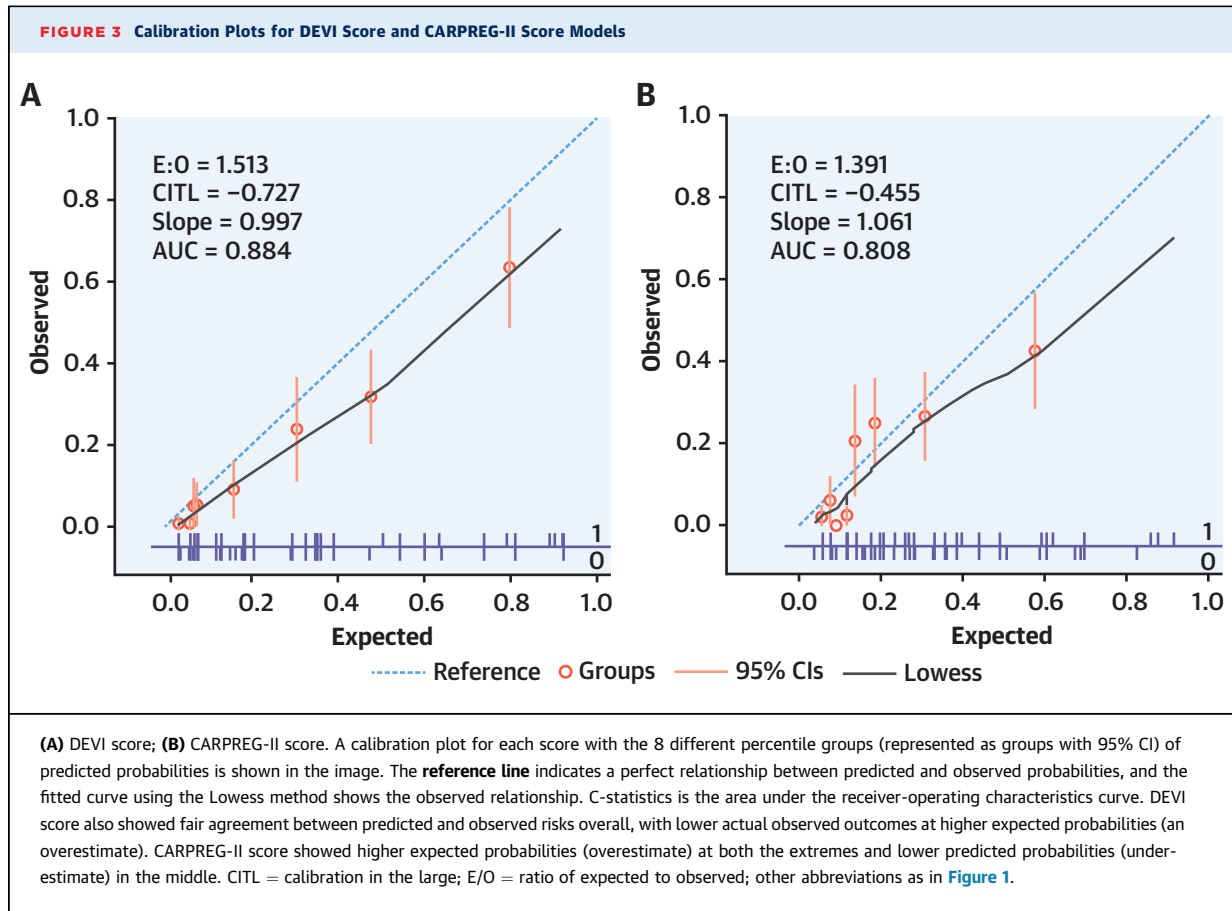 FIGURE 3 Calibration Plots for DEVI Score and CARPREG-II Score Models
A
1.0
0.8
0.6
0.4
0.2
0.0
Observed
E:O = 1.513
CITL = −0.727
Slope = 0.997
AUC = 0.884
1
0
0.0 0.2 0.4 0.6 0.8 1.0
Expected
B
1.0
0.8
0.6
0.4
0.2
0.0
Observed
E:O = 1.391
CITL = −0.455
Slope = 1.061
AUC = 0.808
1
0
0.0 0.2 0.4 0.6 0.8 1.0
Expected
Reference Groups 95% CIs Lowess
(A) DEVI score; (B) CARPREG-II score. A calibration plot for each score with the 8 different percentile groups (represented as groups with 95% CI) of
predicted probabilities is shown in the image. The reference line indicates a perfect relationship between predicted and observed probabilities, and the
fitted curve using the Lowess method shows the observed relationship. C-statistics is the area under the receiver-operating characteristics curve. DEVI
score also showed fair agreement between predicted and observed risks overall, with lower actual observed outcomes at higher expected probabilities (an
overestimate). CARPREG-II score showed higher expected probabilities (overestimate) at both the extremes and lower predicted probabilities (under-
estimate) in the middle. CITL = calibration in the large; E/O = ratio of expected to observed; other abbreviations as in Figure 1.